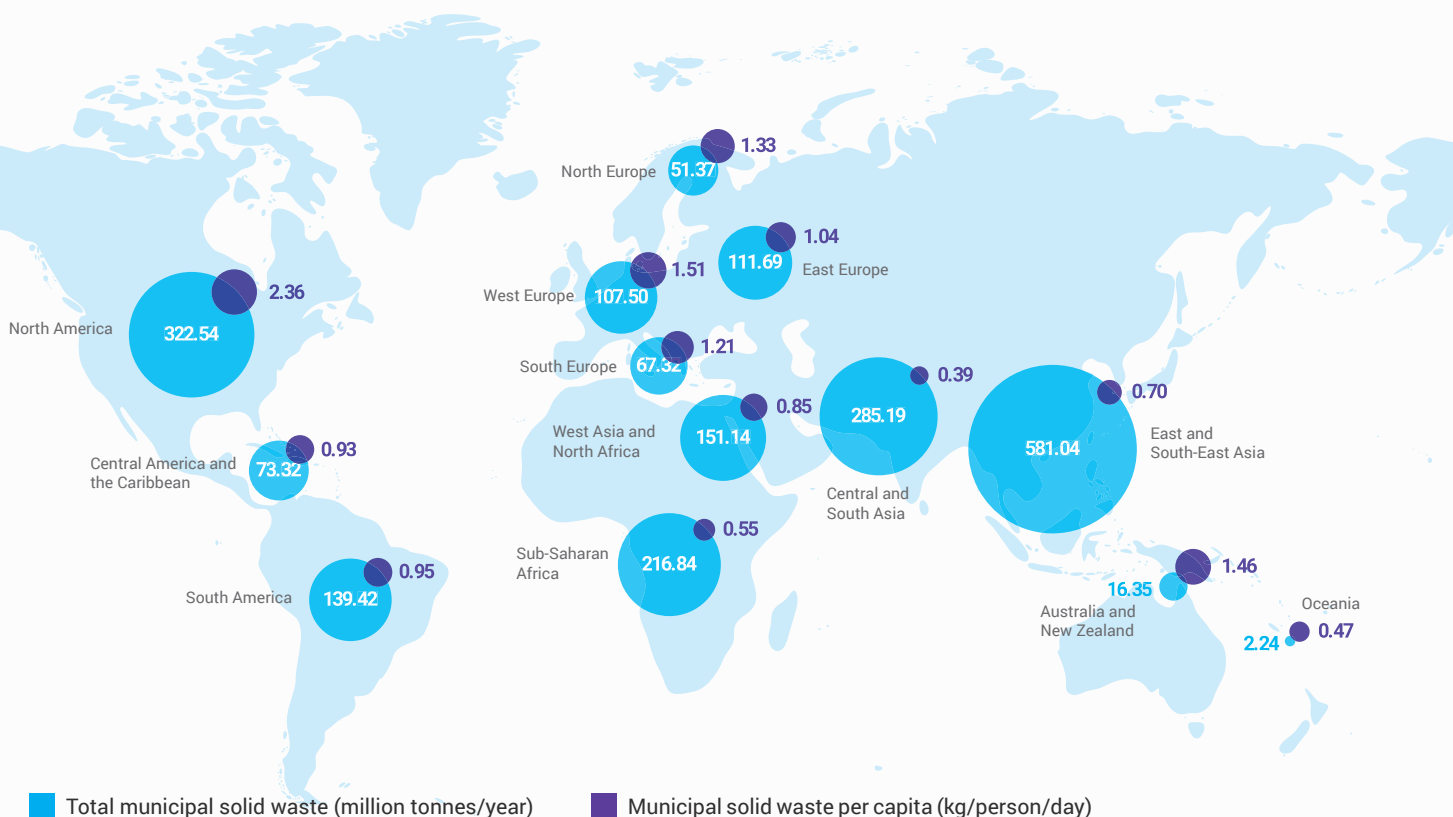 1.33
51.37
North Europe
1.04
111.69
East Europe
1.51
107.50
West Europe
2.36
322.54
North America
1.21
67.32
South Europe
0.39
285.19
Central and
South Asia
0.70
581.04
East and
South-East Asia
0.85
151.14
West Asia and
North Africa
0.93
73.32
Central America and
the Caribbean
0.55
216.84
Sub-Saharan
Africa
0.95
139.42
South America
1.46
16.35
Australia and
New Zealand
Oceania
0.47
2.24
Total municipal solid waste (million tonnes/year)
Municipal solid waste per capita (kg/person/day)